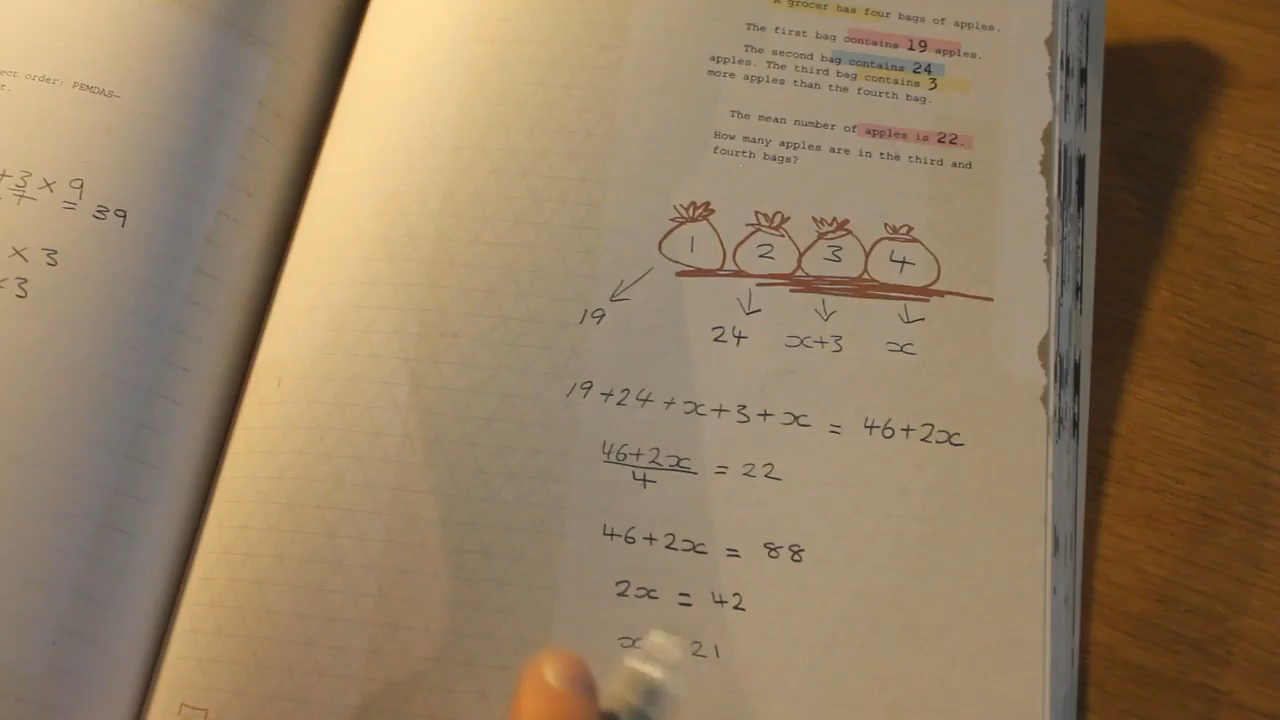 ect order: PEMDAS—
t.
+3 × 9
= 39
× 3
×3
A grocer has four bags of apples.
The first bag contains 19 apples.
The second bag contains 24
apples. The third bag contains 3
more apples than the fourth bag.
The mean number of apples is 22.
How many apples are in the third and
fourth bags?
1 2 3 4
19 24 x+3 x
19+24+x+3+x = 46+2x
46+2x
4
= 22
46+2x = 88
2x = 42
x 21